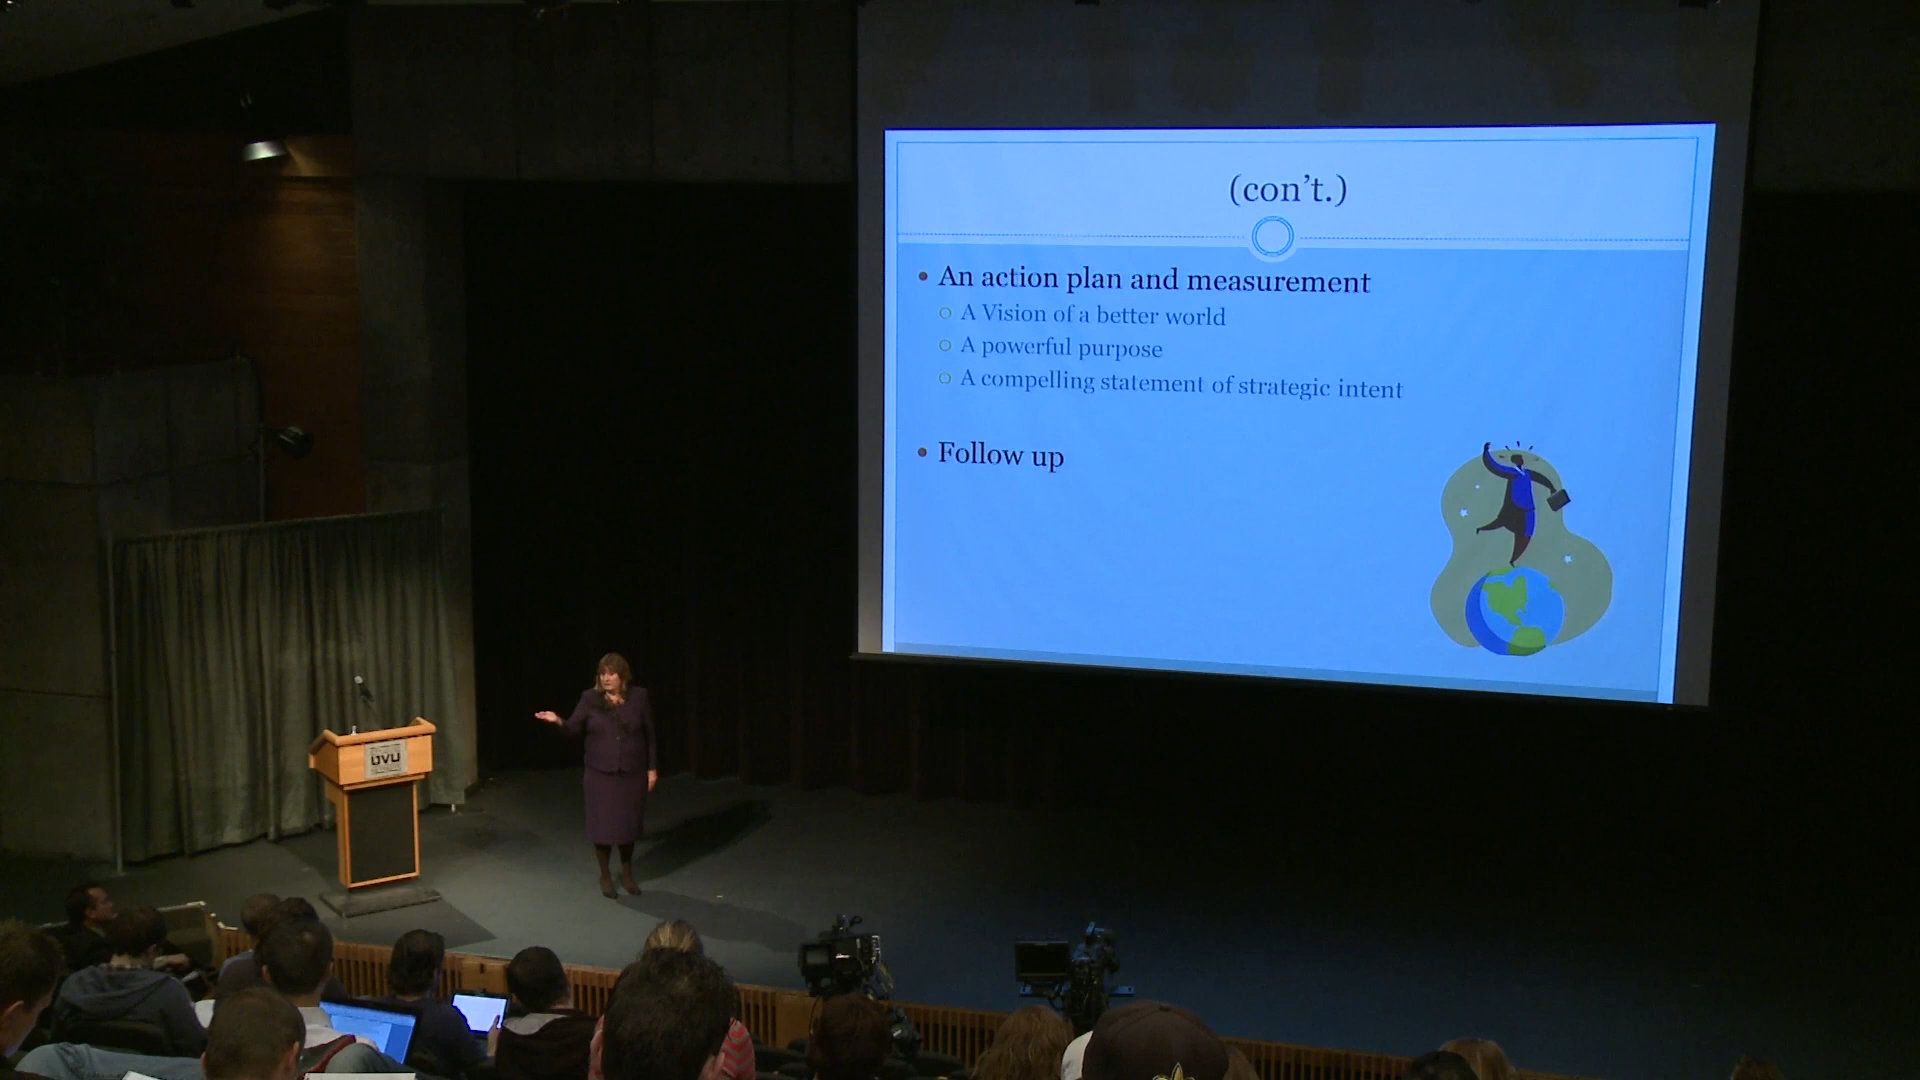 (con't.)
An action plan and measurement
A Vision of a better world
A powerful purpose
A compelling statement of strategic intent
Follow up
UVU